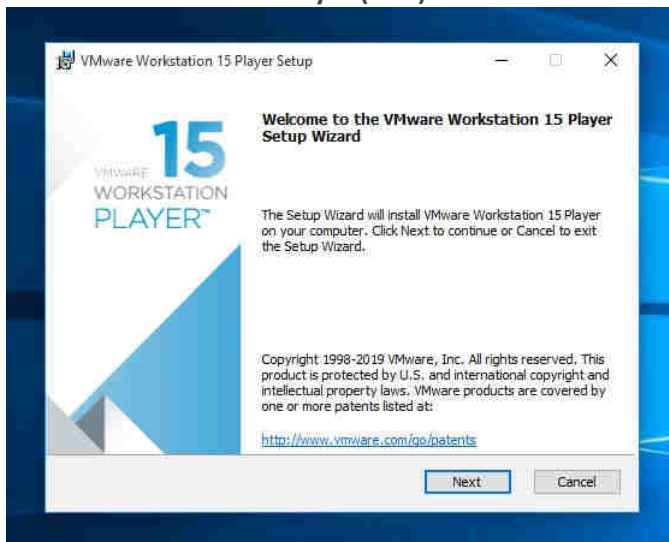 VMware Workstation 15 Player Setup
VMWARE 15
WORKSTATION
PLAYER™
Welcome to the VMware Workstation 15 Player
Setup Wizard
The Setup Wizard will install VMware Workstation 15 Player
on your computer. Click Next to continue or Cancel to exit
the Setup Wizard.
Copyright 1998-2019 VMware, Inc. All rights reserved. This
product is protected by U.S. and international copyright and
intellectual property laws. VMware products are covered by
one or more patents listed at:
http://www.vmware.com/go/patents
Next Cancel